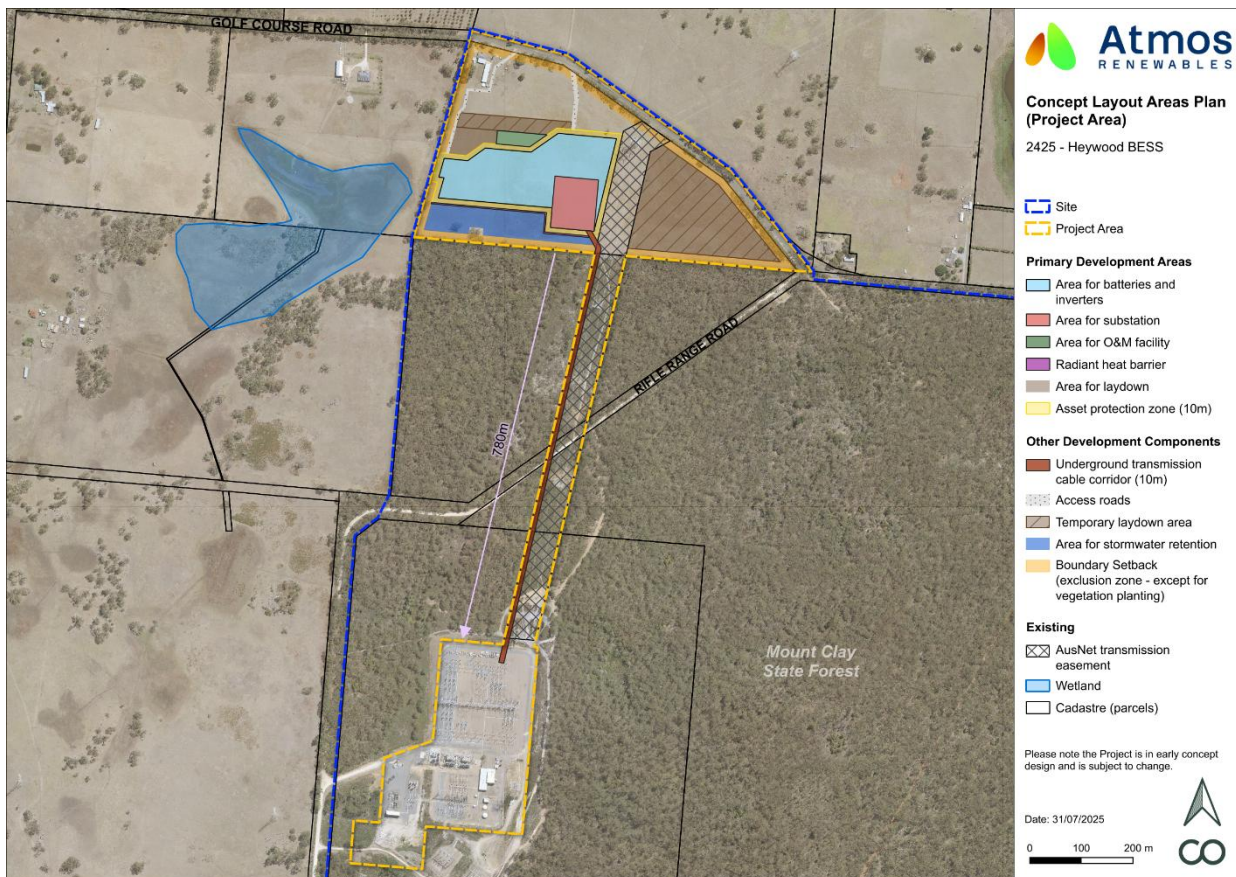 GOLF COURSE ROAD
780m
RIFLE RANGE ROAD
Mount Clay
State Forest
Atmos
RENEWABLES
Concept Layout Areas Plan
(Project Area)
2425 - Heywood BESS
Site
Project Area
Primary Development Areas
Area for batteries and
inverters
Area for substation
Area for O&M facility
Radiant heat barrier
Area for laydown
Asset protection zone (10m)
Other Development Components
Underground transmission
cable corridor (10m)
Access roads
Temporary laydown area
Area for stormwater retention
Boundary Setback
(exclusion zone - except for
vegetation planting)
Existing
AusNet transmission
easement
Wetland
Cadastre (parcels)
Please note the Project is in early concept
design and is subject to change.
Date: 31/07/2025
0 100 200 m
CO